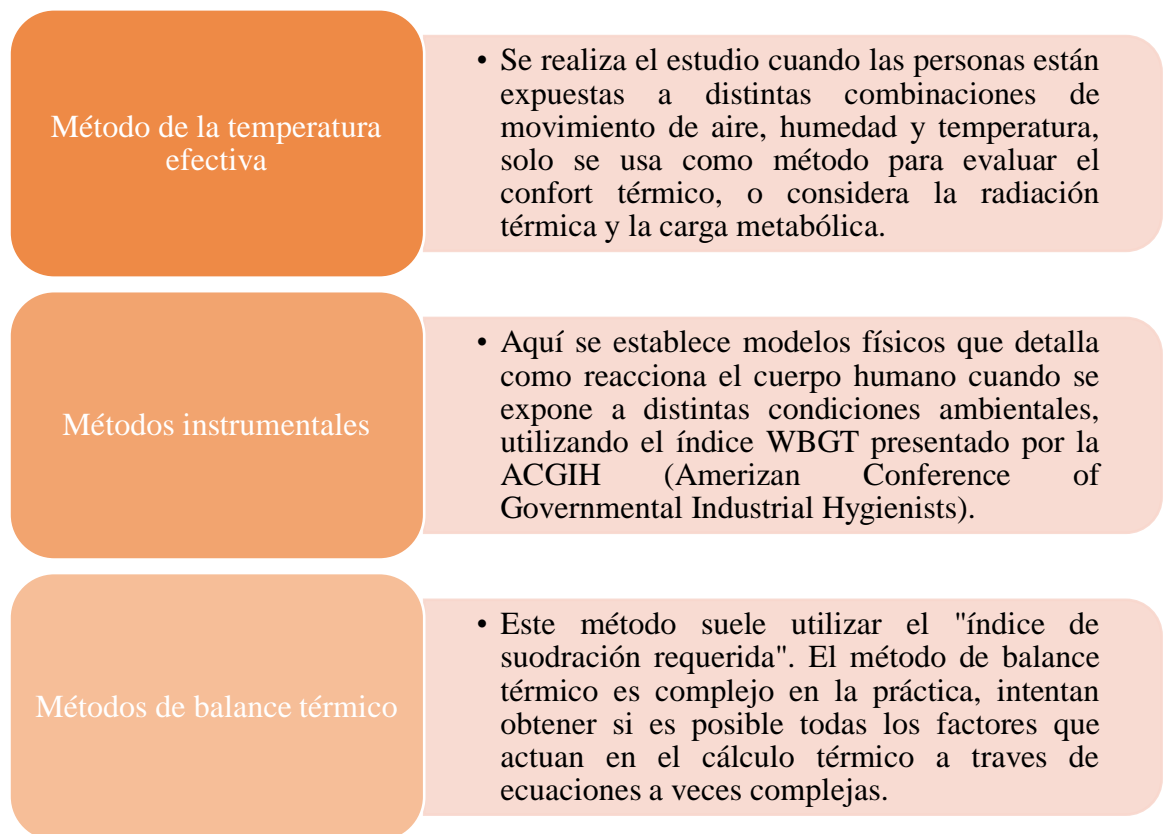 Método de la temperatura
efectiva
• Se realiza el estudio cuando las personas están
expuestas a distintas combinaciones de
movimiento de aire, humedad y temperatura,
solo se usa como método para evaluar el
confort térmico, o considera la radiación
térmica y la carga metabólica.
Métodos instrumentales
• Aquí se establece modelos físicos que detalla
como reacciona el cuerpo humano cuando se
expone a distintas condiciones ambientales,
utilizando el índice WBGT presentado por la
ACGIH (Amerizan Conference of
Governmental Industrial Hygienists).
Métodos de balance térmico
• Este método suele utilizar el "índice de
suodración requerida". El método de balance
térmico es complejo en la práctica, intentan
obtener si es posible todas los factores que
actuan en el cálculo térmico a traves de
ecuaciones a veces complejas.